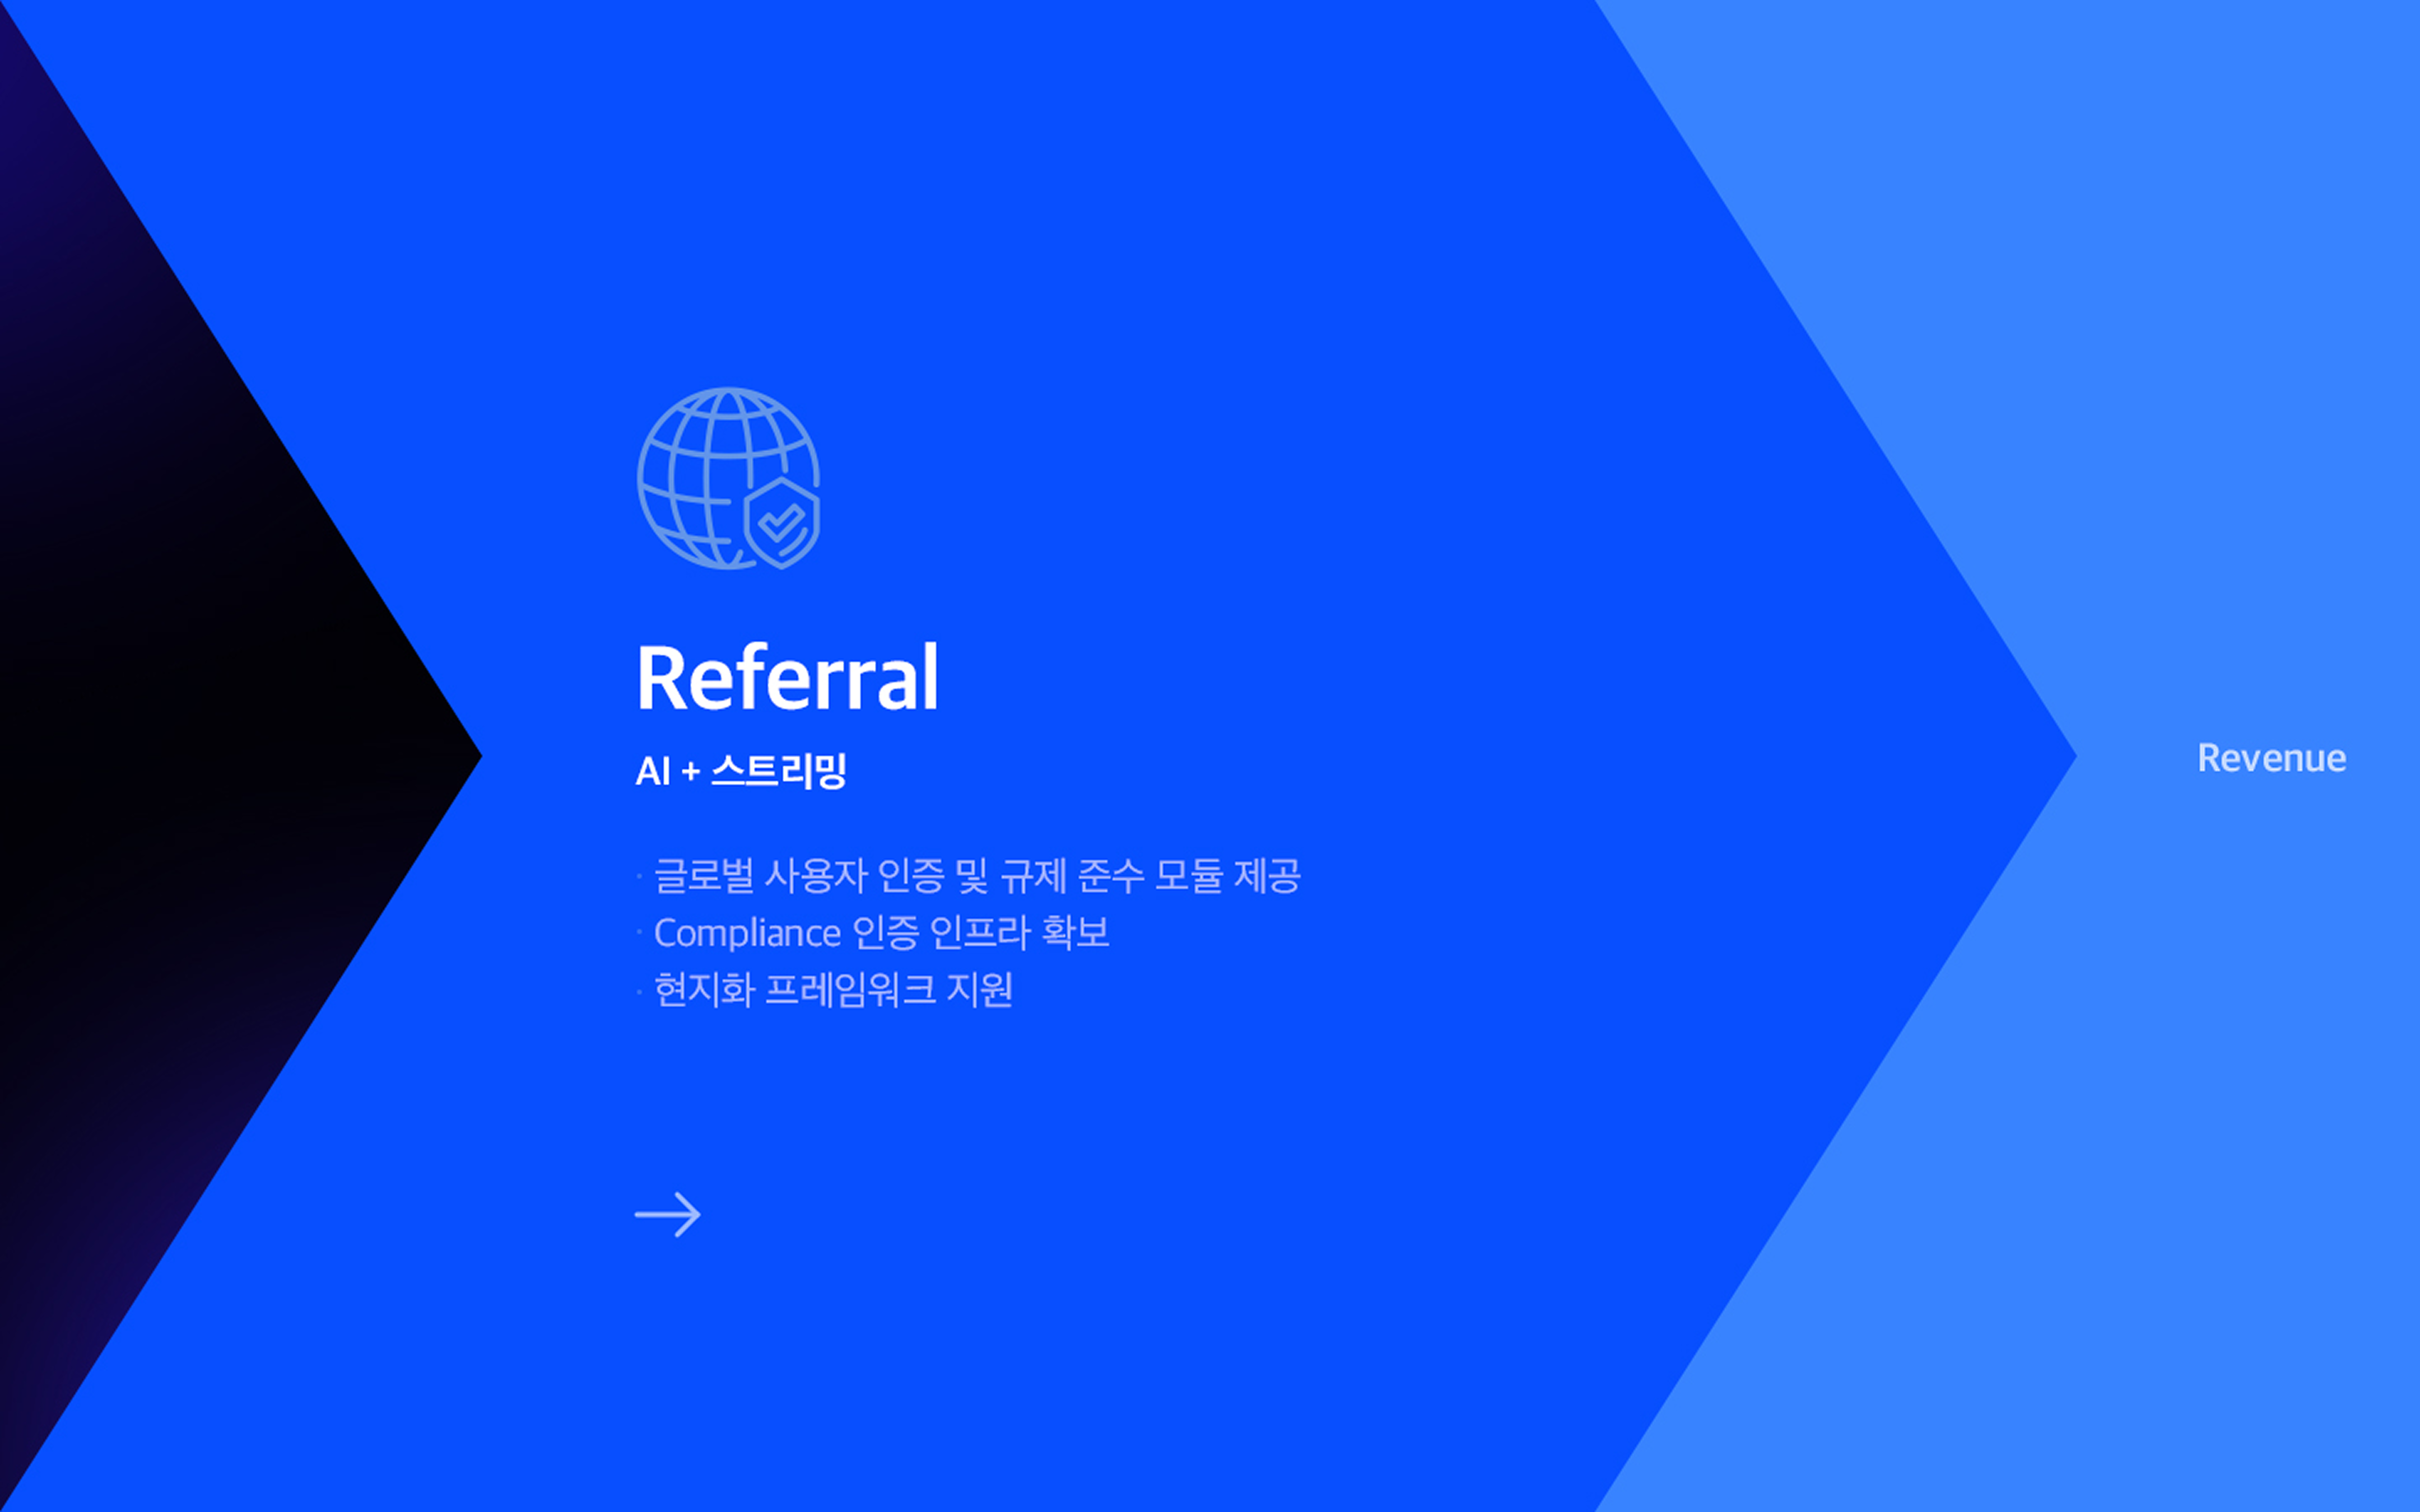 Referral
AI + 스트리밍
· 글로벌 사용자 인증 및 규제 준수 모듈 제공
· Compliance 인증 인프라 확보
· 현지화 프레임워크 지원
Revenue